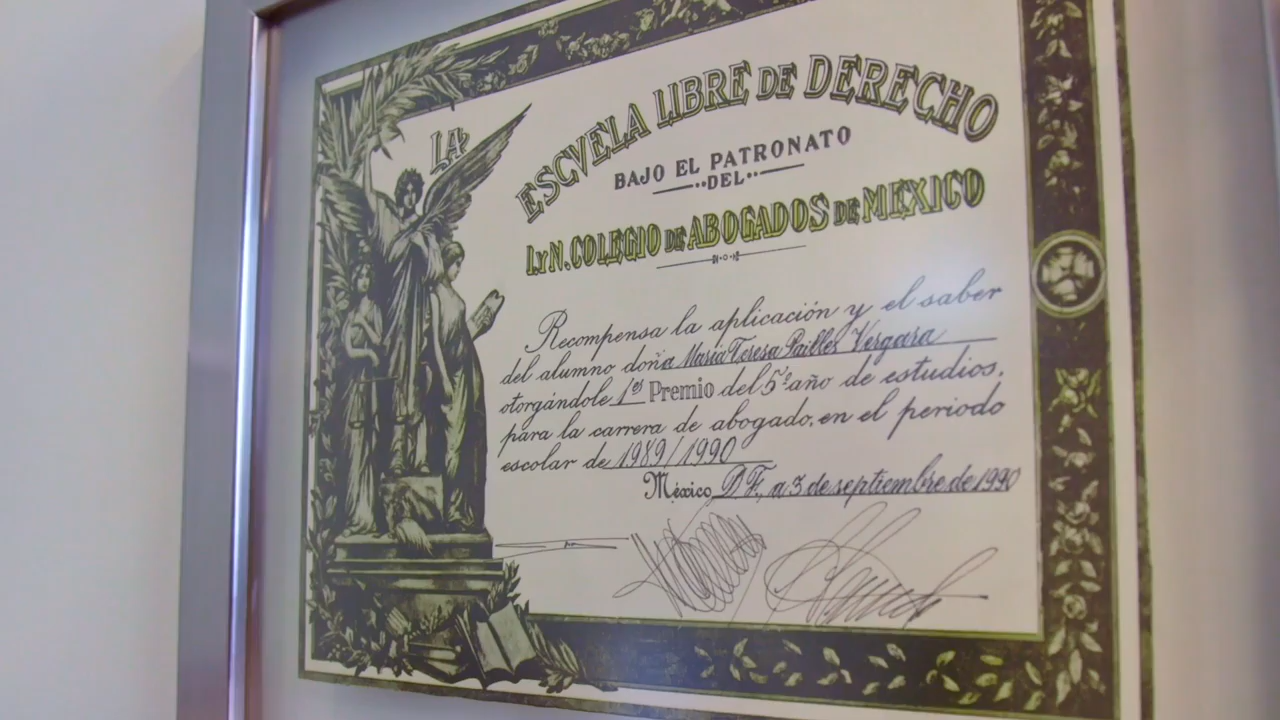 LA
ESCVELA LIBRE DE DERECHO
BAJO EL PATRONATO
DEL
I. Y N. COLEGIO DE ABOGADOS DE MEXICO
Recompensa la aplicación y el saber
del alumno doña Maria Teresa Paillés Vergara
otorgándole 1er Premio del 5º año de estudios,
para la carrera de abogado, en el periodo
escolar de 1989/1990
México, D.F., a 3 de septiembre de 1990